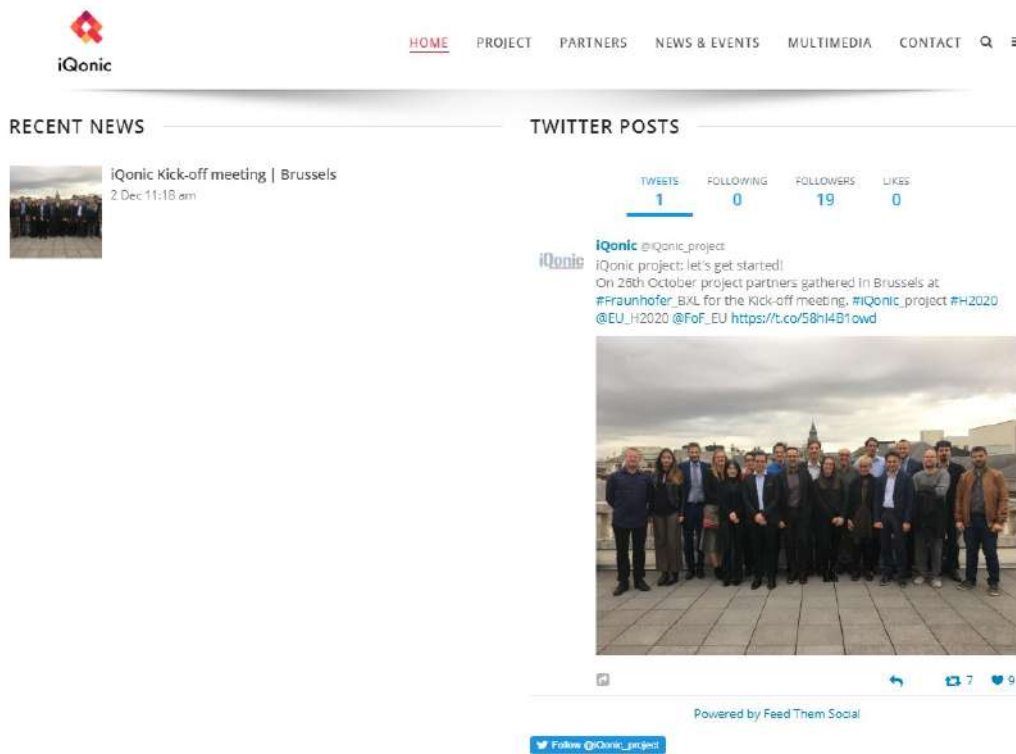 iQonic
HOME PROJECT PARTNERS NEWS & EVENTS MULTIMEDIA CONTACT
RECENT NEWS
iQonic Kick-off meeting | Brussels
2 Dec 11:18 am
TWITTER POSTS
TWEETS FOLLOWING FOLLOWERS LIKES
1 0 19 0
iQonic
iQonic @iQonic_project
iQonic project: let's get started!
On 26th October project partners gathered in Brussels at
#Fraunhofer_BXL for the Kick-off meeting. #iQonic_project #H2020
@EU_H2020 @FoF_EU https://t.co/58hI4B1owd
7 9
Powered by Feed Them Social
Follow @iQonic_project